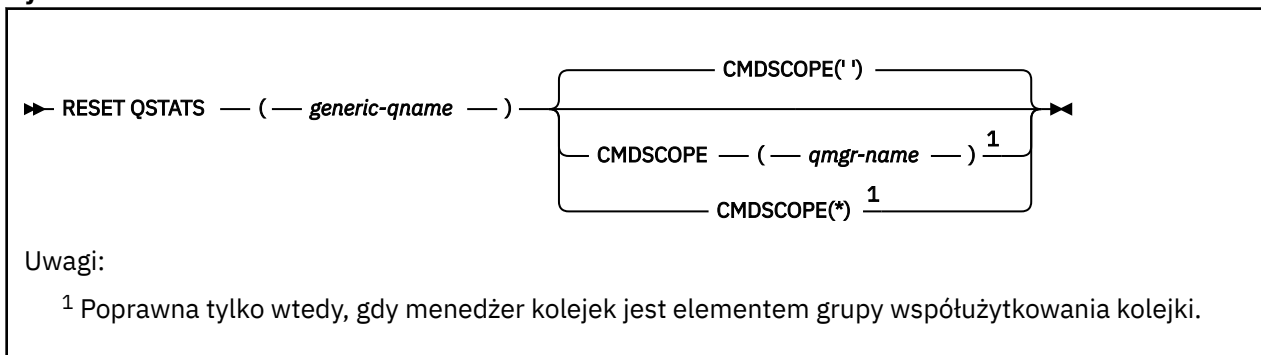 CMDSCOPE(' ')
RESET QSTATS ( generic-qname )
CMDSCOPE ( qmgr-name ) 1
CMDSCOPE(*) 1
Uwagi:
1 Poprawna tylko wtedy, gdy menedżer kolejek jest elementem grupy współużytkowania kolejki.